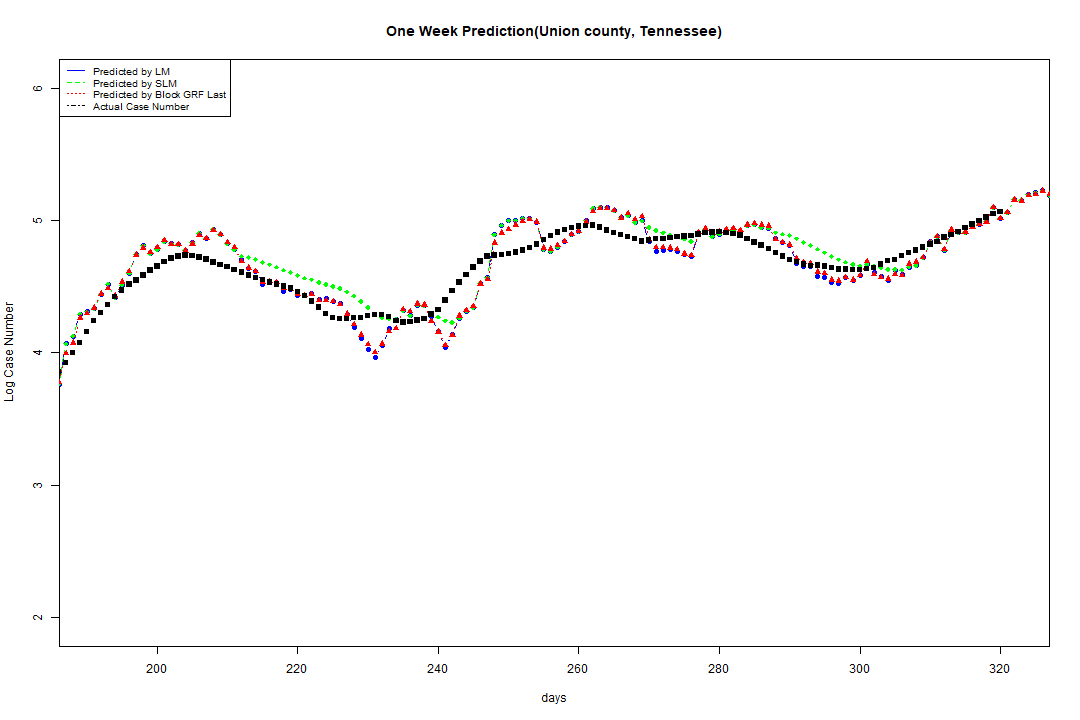 One Week Prediction(Union county, Tennessee)
Predicted by LM
Predicted by SLM
Predicted by Block GRF Last
Actual Case Number
6
5
4
3
2
Log Case Number
200 220 240 260 280 300 320
days